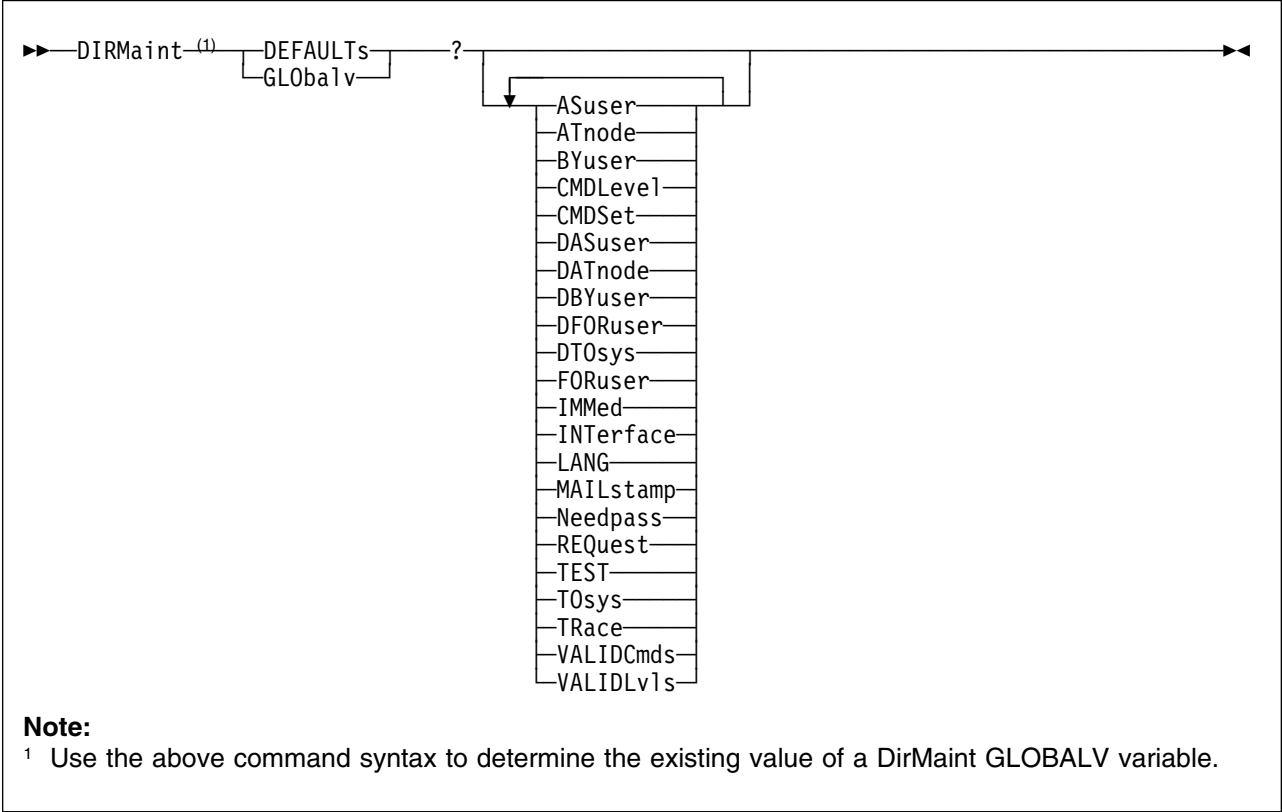 DIRMaint (1) DEFAULTs ?
GLObalv
ASuser
ATnode
BYuser
CMDLevel
CMDSet
DASuser
DATnode
DBYuser
DFORuser
DTOsys
FORuser
IMMed
INTerface
LANG
MAILstamp
Needpass
REQuest
TEST
TOsys
TRace
VALIDCmds
VALIDLvls
Note:
1 Use the above command syntax to determine the existing value of a DirMaint GLOBALV variable.